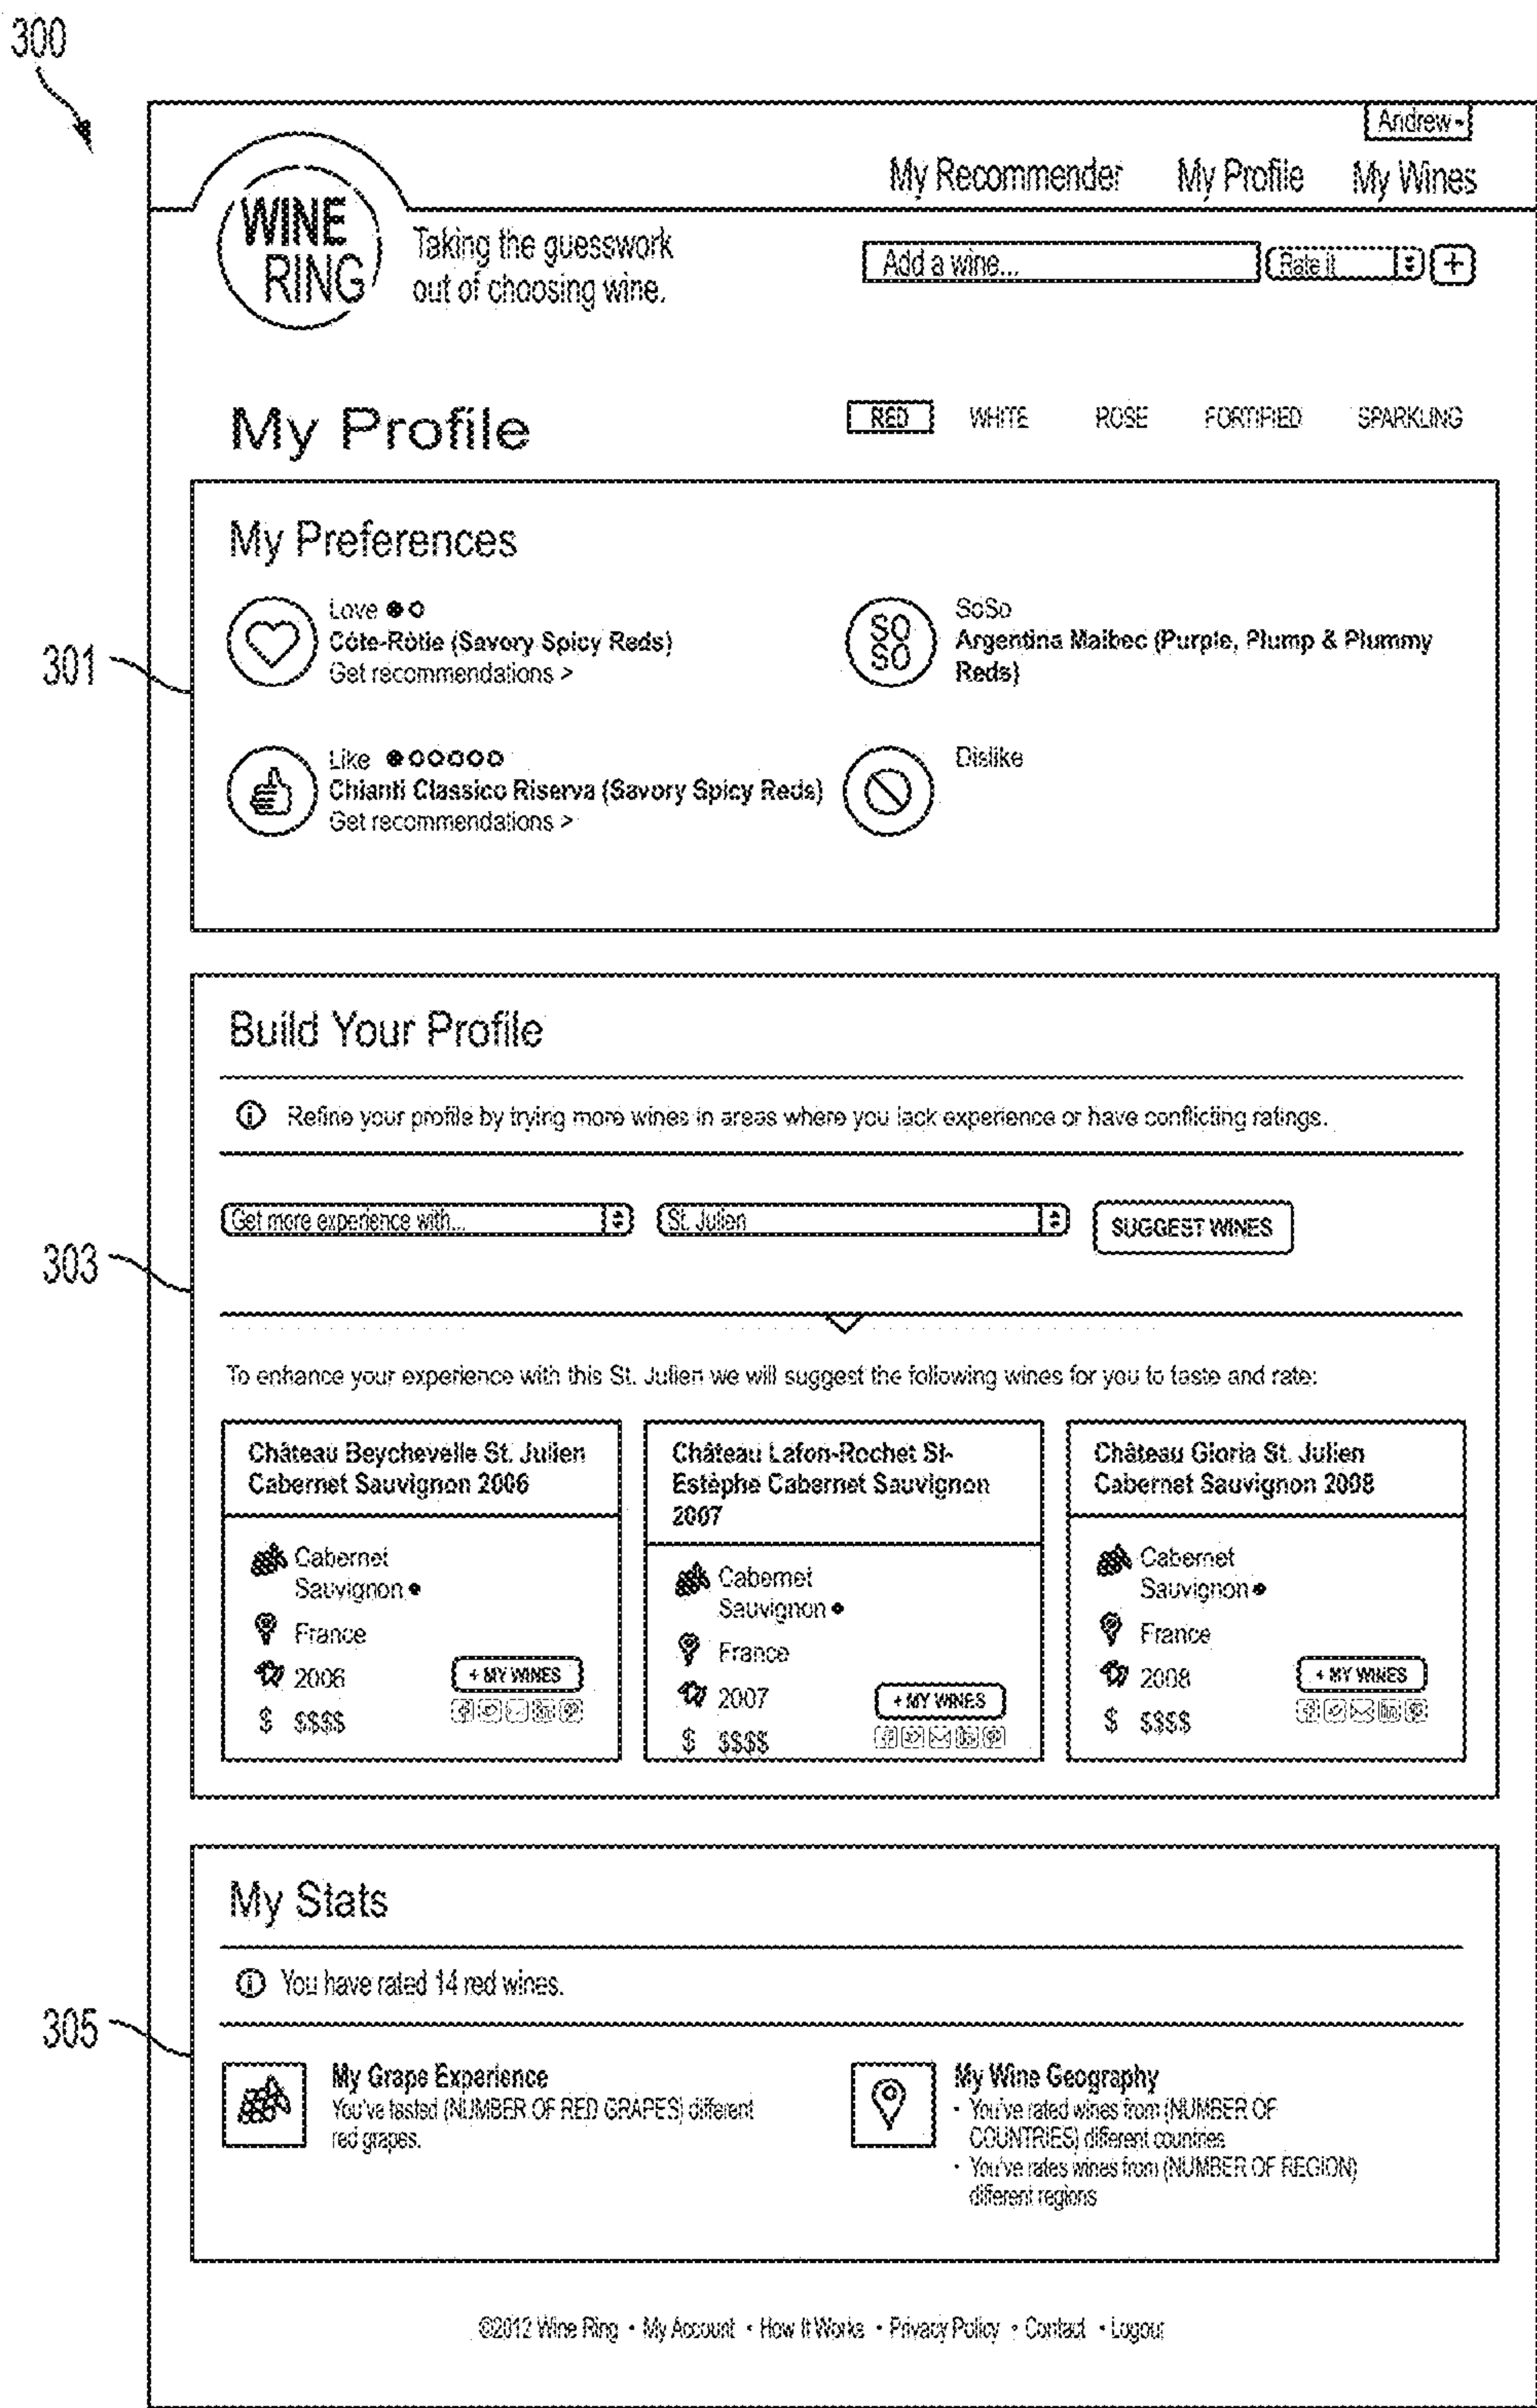 300
Andrew
My Recommender My Profile My Wines
WINE
RING
Taking the guesswork
out of choosing wine.
Add a wine... Rate it +
My Profile
RED WHITE ROSE FORTIFIED SPARKLING
301
My Preferences
Love
Côte-Rôtie (Savory Spicy Reds)
Get recommendations >
SO
SO
SoSo
Argentina Malbec (Purple, Plump & Plummy
Reds)
Like
Chianti Classico Riserva (Savory Spicy Reds)
Get recommendations >
Dislike
303
Build Your Profile
Refine your profile by trying more wines in areas where you lack experience or have conflicting ratings.
Get more experience with... St. Julien SUGGEST WINES
To enhance your experience with this St. Julien we will suggest the following wines for you to taste and rate:
Château Beychevelle St. Julien
Cabernet Sauvignon 2006
Cabernet
Sauvignon
France
2006
+ MY WINES
$ $$$$
Château Lafon-Rochet St-
Estèphe Cabernet Sauvignon
2007
Cabernet
Sauvignon
France
2007
+ MY WINES
$ $$$$
Château Gloria St. Julien
Cabernet Sauvignon 2008
Cabernet
Sauvignon
France
2008
+ MY WINES
$ $$$$
305
My Stats
You have rated 14 red wines.
My Grape Experience
You've tasted (NUMBER OF RED GRAPES) different
red grapes.
My Wine Geography
• You've rated wines from (NUMBER OF
COUNTRIES) different countries
• You've rates wines from (NUMBER OF REGION)
different regions
©2012 Wine Ring • My Account • How It Works • Privacy Policy • Contact • Logout